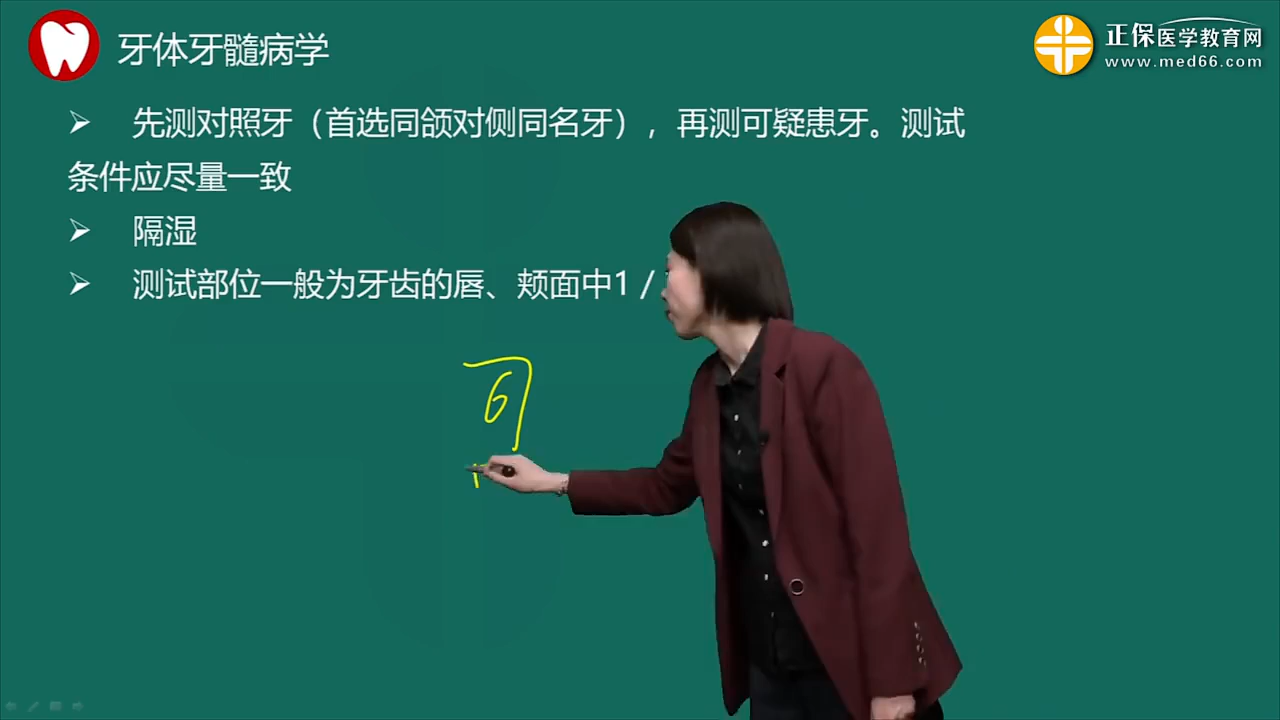 牙体牙髓病学
正保医学教育网
www.med66.com
➢ 先测对照牙（首选同颌对侧同名牙），再测可疑患牙。测试
条件应尽量一致
➢ 隔湿
➢ 测试部位一般为牙齿的唇、颊面中1 /
6